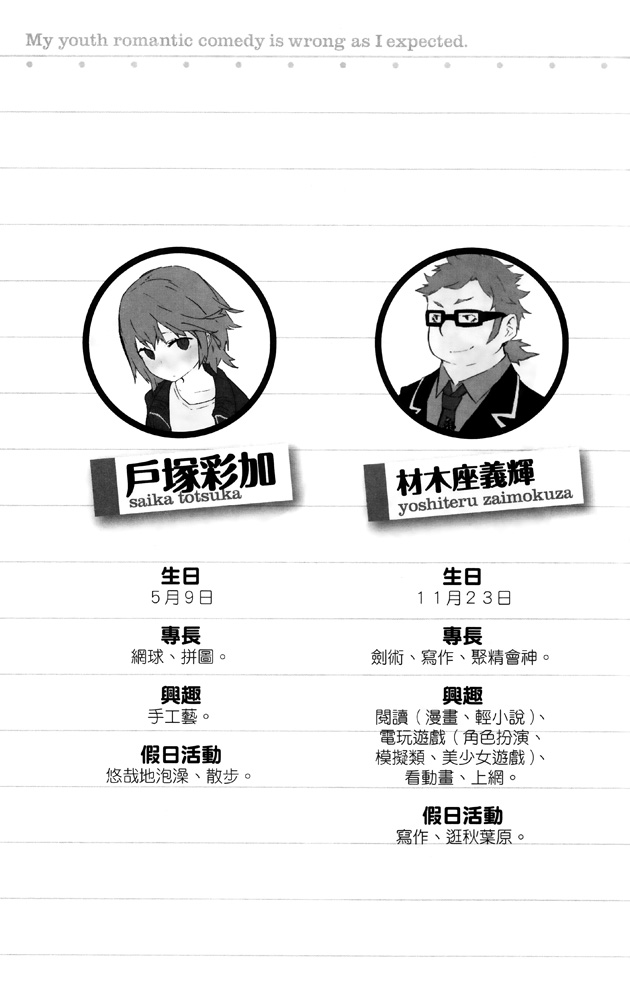 My youth romantic comedy is wrong as I expected.
戶塚彩加
saika totsuka
生日
5月9日
專長
網球、拼圖。
興趣
手工藝。
假日活動
悠哉地泡澡、散步。
材木座義輝
yoshiteru zaimokuza
生日
11月23日
專長
劍術、寫作、聚精會神。
興趣
閱讀（漫畫、輕小說）、
電玩遊戲（角色扮演、
模擬類、美少女遊戲）、
看動畫、上網。
假日活動
寫作、逛秋葉原。